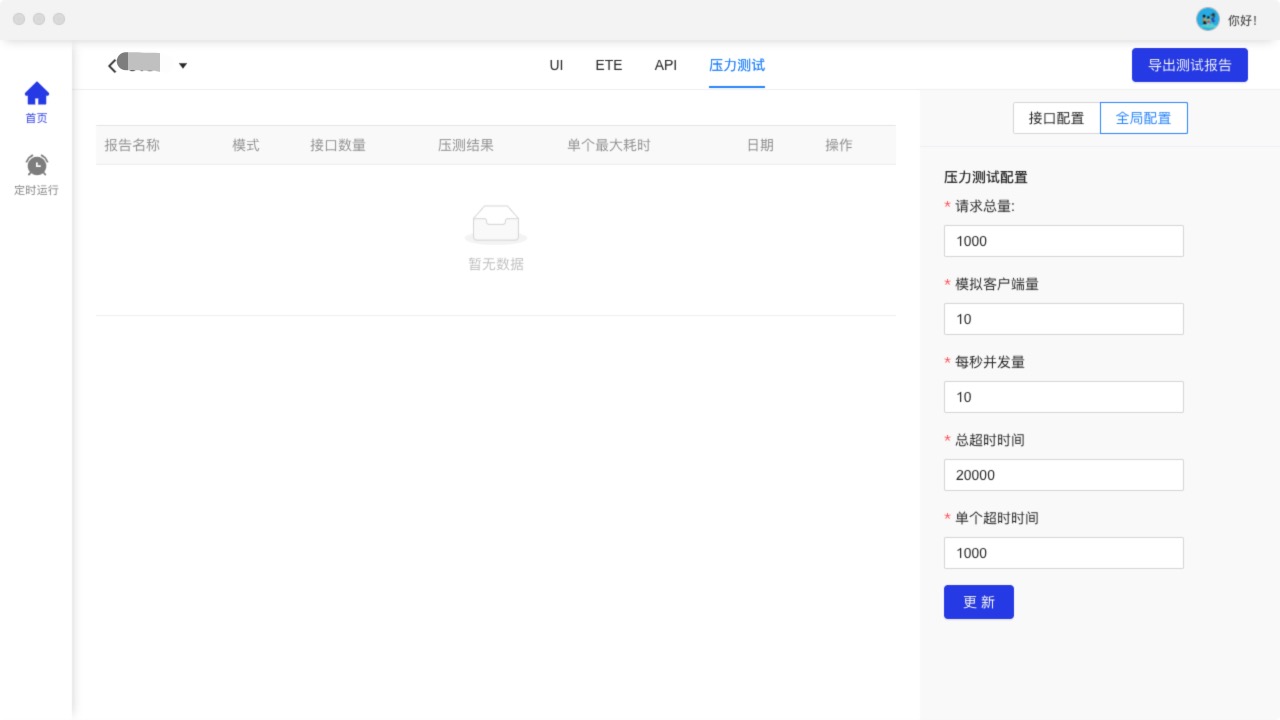 你好!
UI ETE API 压力测试
导出测试报告
首页
定时运行
报告名称 模式 接口数量 压测结果 单个最大耗时 日期 操作
暂无数据
接口配置 全局配置
压力测试配置
* 请求总量:
1000
* 模拟客户端量
10
* 每秒并发量
10
* 总超时时间
20000
* 单个超时时间
1000
更 新